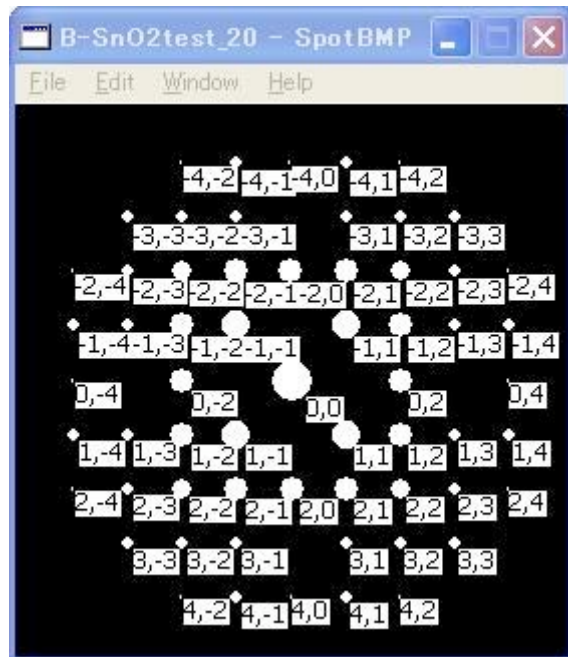 B-SnO2test_20 - SpotBMP
File Edit Window Help
-4,-2 -4,-1 -4,0 -4,1 -4,2
-3,-3 -3,-2 -3,-1 -3,1 -3,2 -3,3
-2,-4 -2,-3 -2,-2 -2,-1 -2,0 -2,1 -2,2 -2,3 -2,4
-1,-4 -1,-3 -1,-2 -1,-1 -1,1 -1,2 -1,3 -1,4
0,-4 0,-2 0,0 0,2 0,4
1,-4 1,-3 1,-2 1,-1 1,1 1,2 1,3 1,4
2,-4 2,-3 2,-2 2,-1 2,0 2,1 2,2 2,3 2,4
3,-3 3,-2 3,-1 3,1 3,2 3,3
4,-2 4,-1 4,0 4,1 4,2